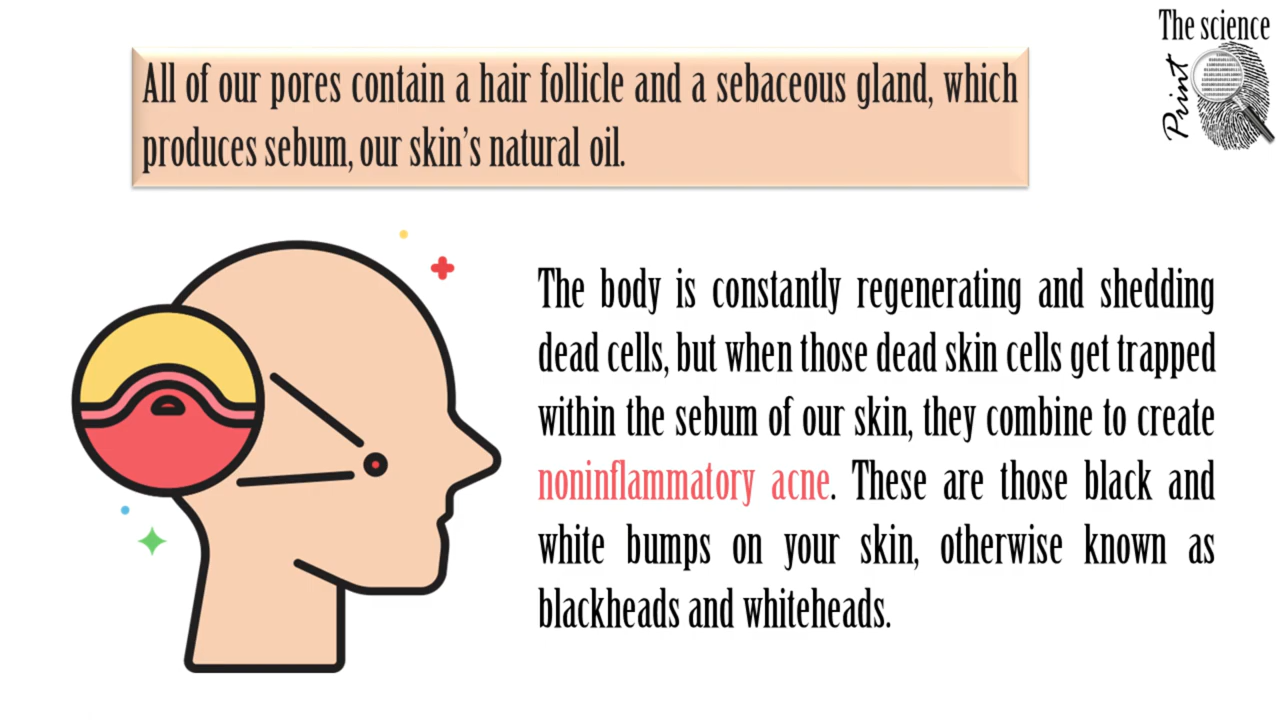 The science
Print
All of our pores contain a hair follicle and a sebaceous gland, which
produces sebum, our skin's natural oil.
The body is constantly regenerating and shedding
dead cells, but when those dead skin cells get trapped
within the sebum of our skin, they combine to create
noninflammatory acne. These are those black and
white bumps on your skin, otherwise known as
blackheads and whiteheads.